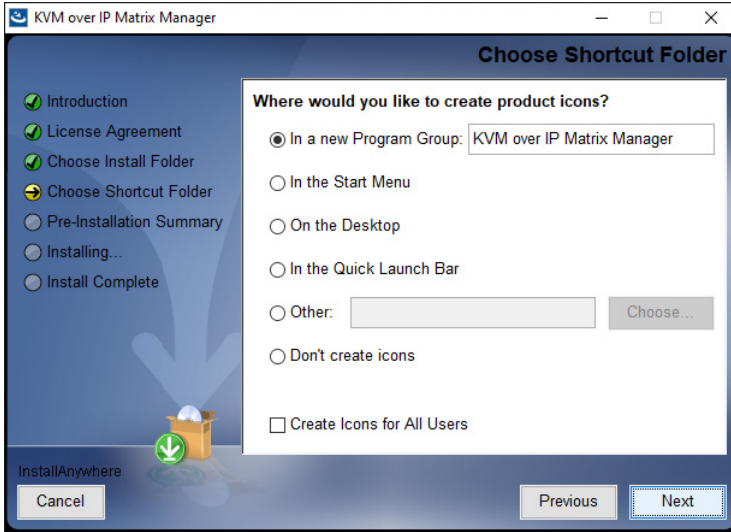 KVM over IP Matrix Manager
Choose Shortcut Folder
Introduction
License Agreement
Choose Install Folder
Choose Shortcut Folder
Pre-Installation Summary
Installing...
Install Complete
Where would you like to create product icons?
In a new Program Group: KVM over IP Matrix Manager
In the Start Menu
On the Desktop
In the Quick Launch Bar
Other: Choose...
Don't create icons
Create Icons for All Users
InstallAnywhere
Cancel Previous Next